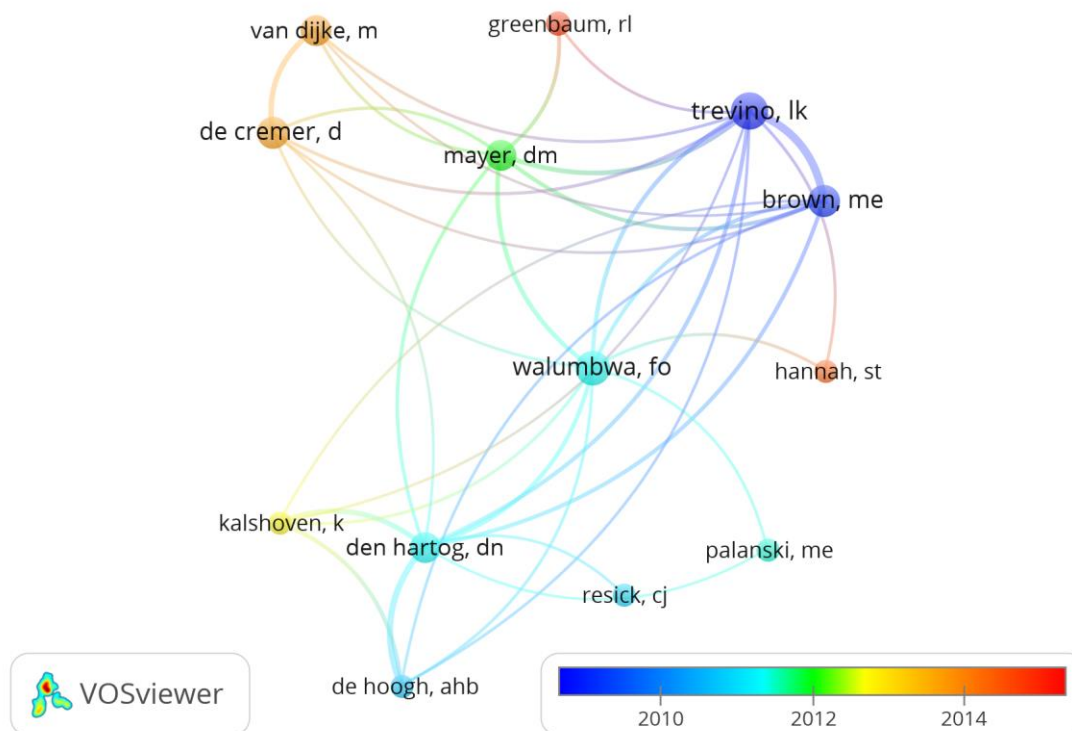 van dijke, m
greenbaum, rl
trevino, lk
de cremer, d
mayer, dm
brown, me
walumbwa, fo
hannah, st
kalshoven, k
den hartog, dn
palanski, me
resick, cj
de hoogh, ahb
VOSviewer
2010
2012
2014